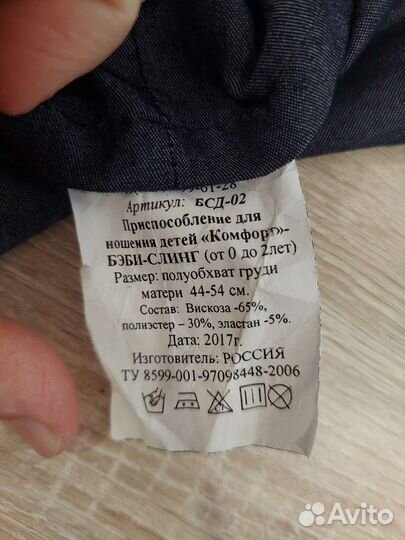 61-28
Артикул: БСД-02
Приспособление для
ношения детей «Комфорт»-
БЭБИ-СЛИНГ (от 0 до 2лет)
Размер: полуобхват груди
матери 44-54 см.
Состав: Вискоза -65%,
полиэстер – 30%, эластан -5%.
Дата: 2017г.
Изготовитель: РОССИЯ
ТУ 8599-001-97098448-2006
Avito